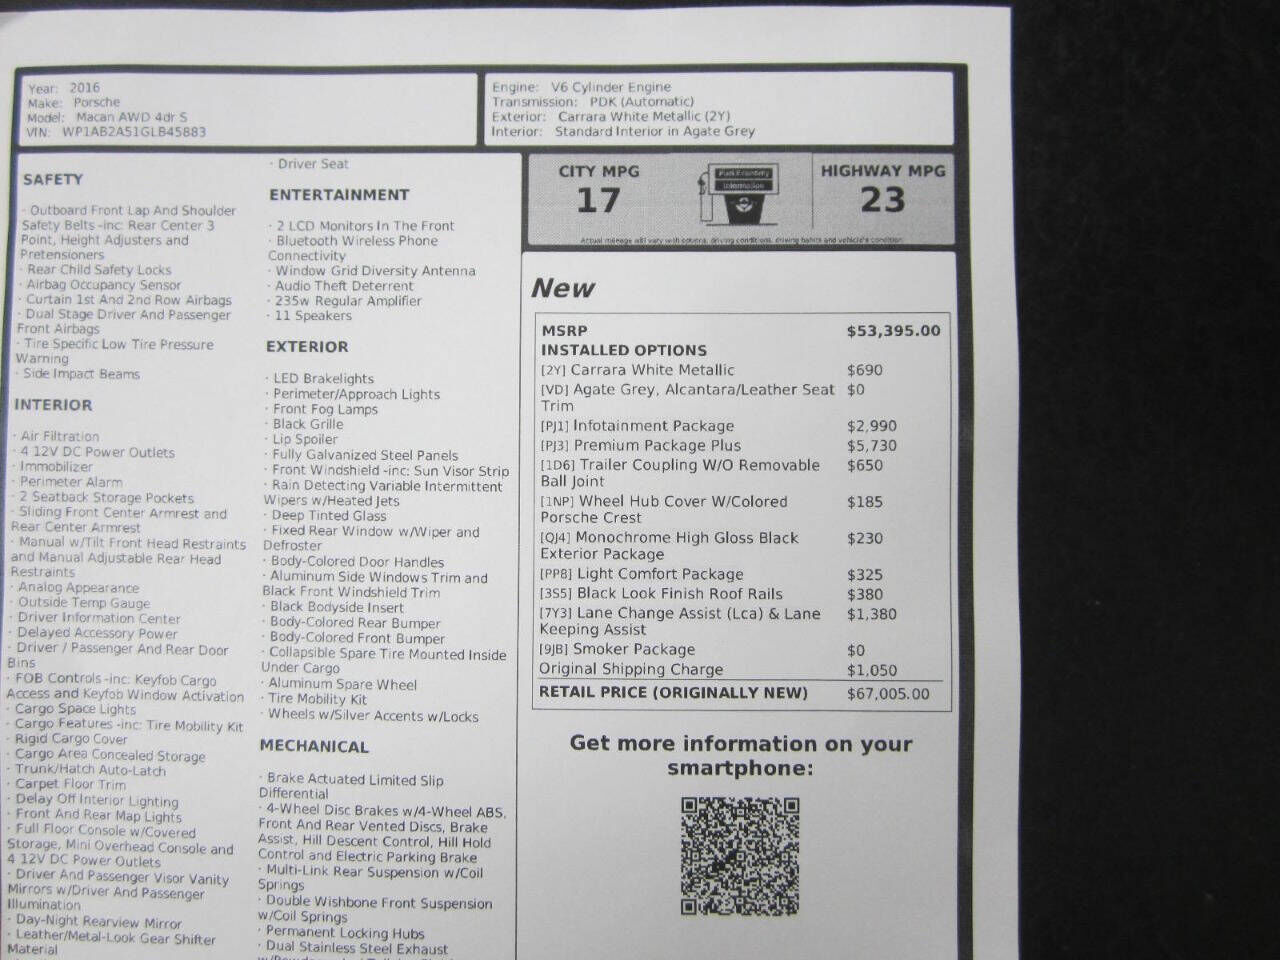 Year: 2016
Make: Porsche
Model: Macan AWD 4dr S
VIN: WP1AB2A51GLB45883
Engine: V6 Cylinder Engine
Transmission: PDK (Automatic)
Exterior: Carrara White Metallic (2Y)
Interior: Standard Interior in Agate Grey
SAFETY
· Outboard Front Lap And Shoulder
Safety Belts -inc: Rear Center 3
Point, Height Adjusters and
Pretensioners
· Rear Child Safety Locks
· Airbag Occupancy Sensor
· Curtain 1st And 2nd Row Airbags
· Dual Stage Driver And Passenger
Front Airbags
· Tire Specific Low Tire Pressure
Warning
· Side Impact Beams
INTERIOR
· Air Filtration
· 4 12V DC Power Outlets
· Immobilizer
· Perimeter Alarm
· 2 Seatback Storage Pockets
· Sliding Front Center Armrest and
Rear Center Armrest
· Manual w/Tilt Front Head Restraints
and Manual Adjustable Rear Head
Restraints
· Analog Appearance
· Outside Temp Gauge
· Driver Information Center
· Delayed Accessory Power
· Driver / Passenger And Rear Door
Bins
· FOB Controls -inc: Keyfob Cargo
Access and Keyfob Window Activation
· Cargo Space Lights
· Cargo Features -inc: Tire Mobility Kit
· Rigid Cargo Cover
· Cargo Area Concealed Storage
· Trunk/Hatch Auto-Latch
· Carpet Floor Trim
· Delay Off Interior Lighting
· Front And Rear Map Lights
· Full Floor Console w/Covered
Storage, Mini Overhead Console and
4 12V DC Power Outlets
· Driver And Passenger Visor Vanity
Mirrors w/Driver And Passenger
Illumination
· Day-Night Rearview Mirror
· Leather/Metal-Look Gear Shifter
Material
· Driver Seat
ENTERTAINMENT
· 2 LCD Monitors In The Front
· Bluetooth Wireless Phone
Connectivity
· Window Grid Diversity Antenna
· Audio Theft Deterrent
· 235w Regular Amplifier
· 11 Speakers
EXTERIOR
· LED Brakelights
· Perimeter/Approach Lights
· Front Fog Lamps
· Black Grille
· Lip Spoiler
· Fully Galvanized Steel Panels
· Front Windshield -inc: Sun Visor Strip
· Rain Detecting Variable Intermittent
Wipers w/Heated Jets
· Deep Tinted Glass
· Fixed Rear Window w/Wiper and
Defroster
· Body-Colored Door Handles
· Aluminum Side Windows Trim and
Black Front Windshield Trim
· Black Bodyside Insert
· Body-Colored Rear Bumper
· Body-Colored Front Bumper
· Collapsible Spare Tire Mounted Inside
Under Cargo
· Aluminum Spare Wheel
· Tire Mobility Kit
· Wheels w/Silver Accents w/Locks
MECHANICAL
· Brake Actuated Limited Slip
Differential
· 4-Wheel Disc Brakes w/4-Wheel ABS,
Front And Rear Vented Discs, Brake
Assist, Hill Descent Control, Hill Hold
Control and Electric Parking Brake
· Multi-Link Rear Suspension w/Coil
Springs
· Double Wishbone Front Suspension
w/Coil Springs
· Permanent Locking Hubs
· Dual Stainless Steel Exhaust
CITY MPG
17
Fuel Economy
Information
HIGHWAY MPG
23
Actual mileage will vary with options, driving conditions, driving habits and vehicle's condition.
New
MSRP $53,395.00
INSTALLED OPTIONS
[2Y] Carrara White Metallic $690
[VD] Agate Grey, Alcantara/Leather Seat $0
Trim
[PJ1] Infotainment Package $2,990
[PJ3] Premium Package Plus $5,730
[1D6] Trailer Coupling W/O Removable $650
Ball Joint
[1NP] Wheel Hub Cover W/Colored $185
Porsche Crest
[QJ4] Monochrome High Gloss Black $230
Exterior Package
[PP8] Light Comfort Package $325
[3S5] Black Look Finish Roof Rails $380
[7Y3] Lane Change Assist (Lca) & Lane $1,380
Keeping Assist
[9JB] Smoker Package $0
Original Shipping Charge $1,050
RETAIL PRICE (ORIGINALLY NEW) $67,005.00
Get more information on your
smartphone: